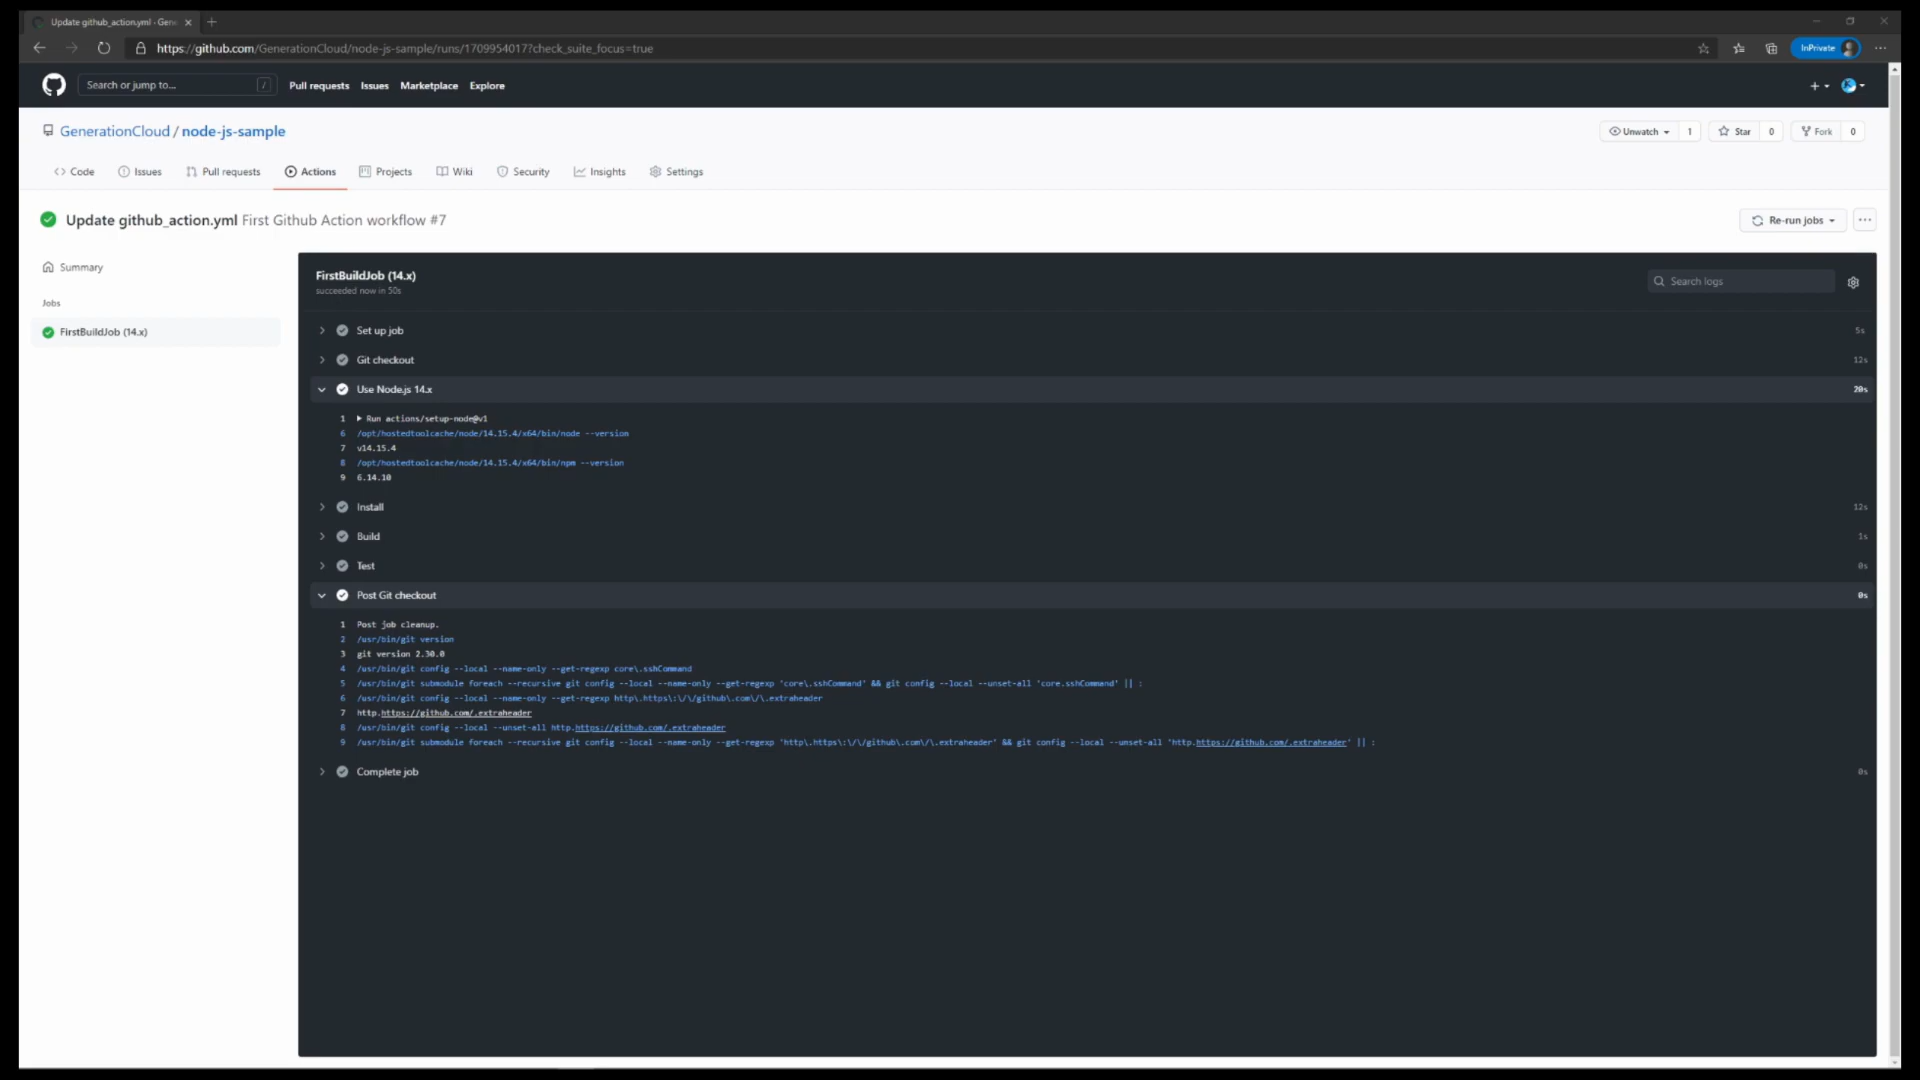 Update github_action.yml · Gene
https://github.com/GenerationCloud/node-js-sample/runs/1709954017?check_suite_focus=true
InPrivate
Search or jump to... /
Pull requests Issues Marketplace Explore
GenerationCloud / node-js-sample
Unwatch 1 Star 0 Fork 0
Code Issues Pull requests Actions Projects Wiki Security Insights Settings
Update github_action.yml First Github Action workflow #7
Re-run jobs
Summary
Jobs
FirstBuildJob (14.x)
FirstBuildJob (14.x)
succeeded now in 50s
Search logs
Set up job 5s
Git checkout 12s
Use Node.js 14.x 20s
1 Run actions/setup-node@v1
6 /opt/hostedtoolcache/node/14.15.4/x64/bin/node --version
7 v14.15.4
8 /opt/hostedtoolcache/node/14.15.4/x64/bin/npm --version
9 6.14.10
Install 12s
Build 1s
Test 0s
Post Git checkout 0s
1 Post job cleanup.
2 /usr/bin/git version
3 git version 2.30.0
4 /usr/bin/git config --local --name-only --get-regexp core\.sshCommand
5 /usr/bin/git submodule foreach --recursive git config --local --name-only --get-regexp 'core\.sshCommand' && git config --local --unset-all 'core.sshCommand' || :
6 /usr/bin/git config --local --name-only --get-regexp http\.https\:\/\/github\.com\/\.extraheader
7 http.https://github.com/.extraheader
8 /usr/bin/git config --local --unset-all http.https://github.com/.extraheader
9 /usr/bin/git submodule foreach --recursive git config --local --name-only --get-regexp 'http\.https\:\/\/github\.com\/\.extraheader' && git config --local --unset-all 'http.https://github.com/.extraheader' || :
Complete job 0s